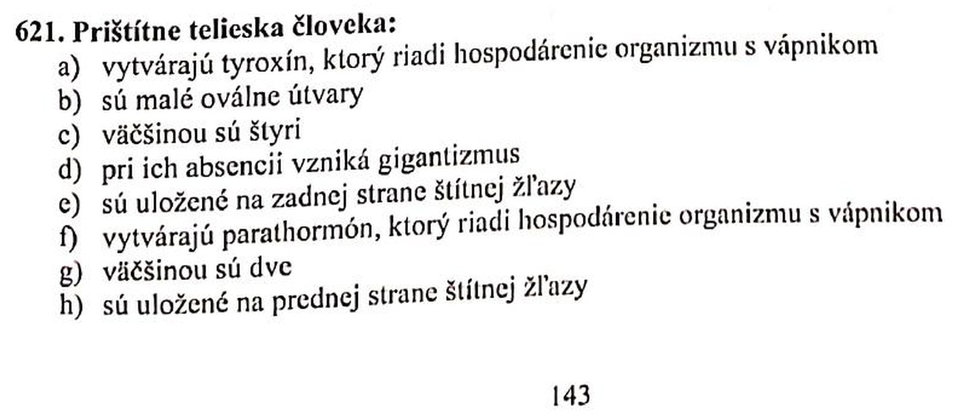 621. Prištítne telieska človeka:
a) vytvárajú tyroxín, ktorý riadi hospodárenie organizmu s vápnikom
b) sú malé oválne útvary
c) väčšinou sú štyri
d) pri ich absencii vzniká gigantizmus
e) sú uložené na zadnej strane štítnej žľazy
f) vytvárajú parathormón, ktorý riadi hospodárenie organizmu s vápnikom
g) väčšinou sú dve
h) sú uložené na prednej strane štítnej žľazy
143